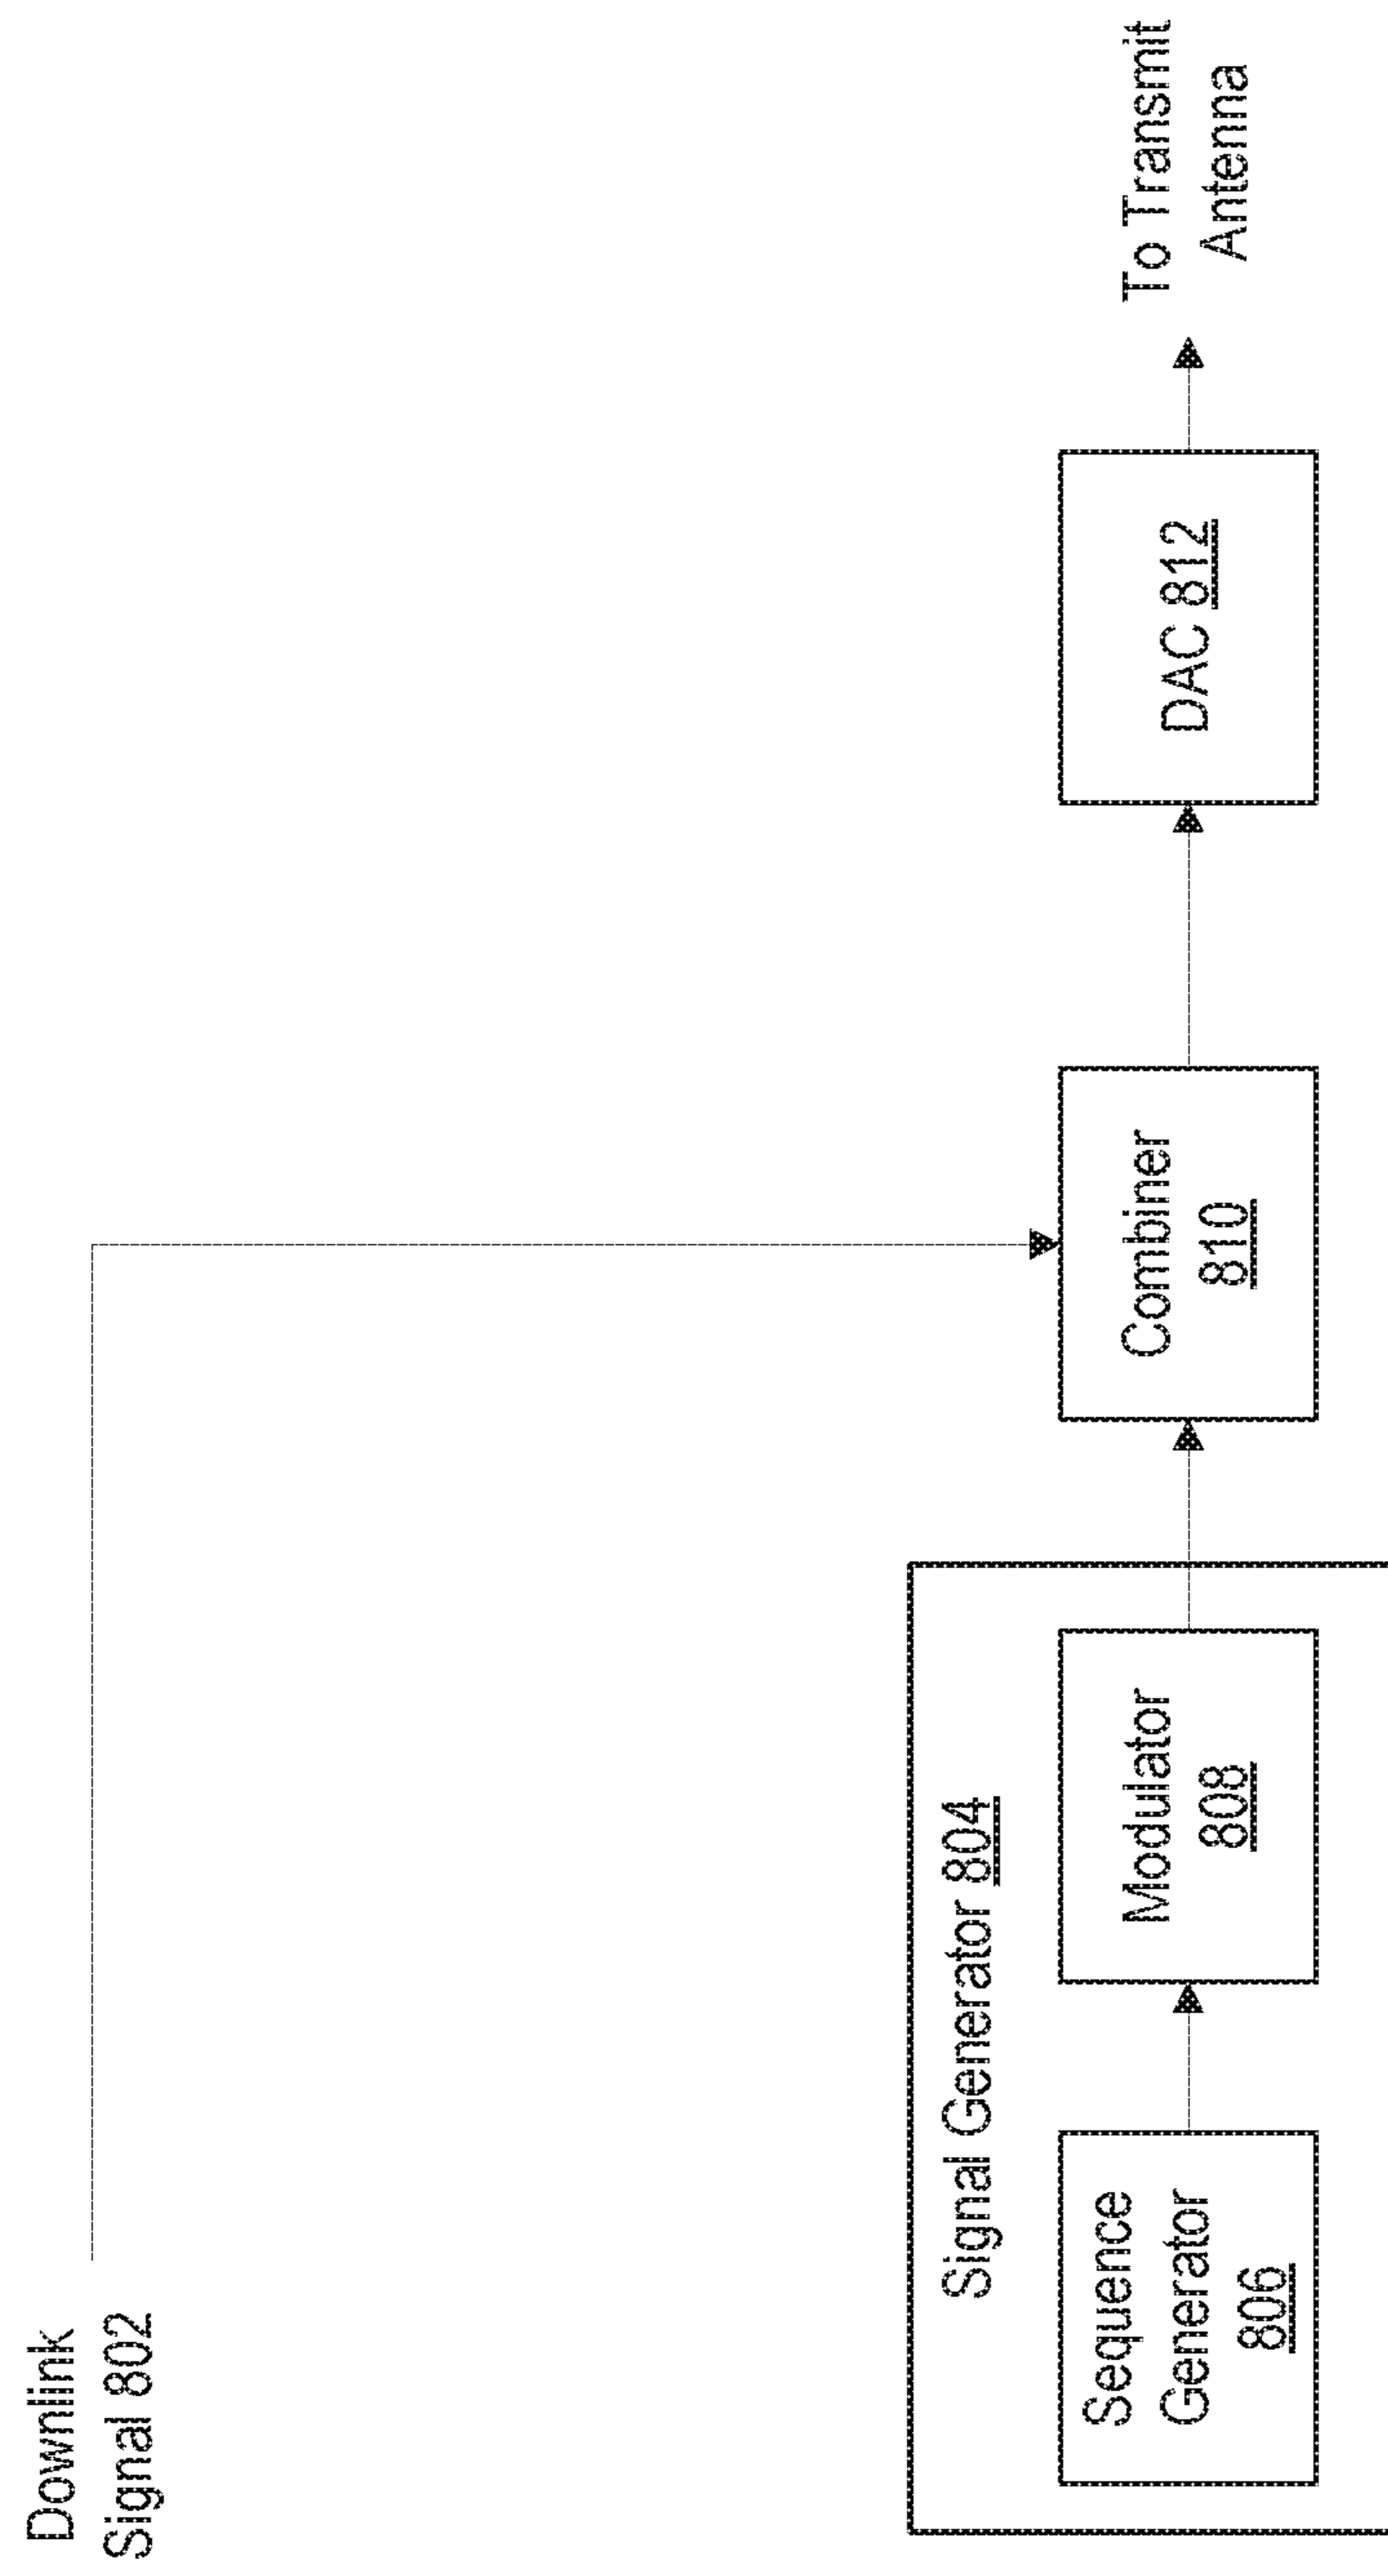 Downlink
Signal 802
Signal Generator 804
Sequence
Generator
806
Modulator
808
Combiner
810
DAC 812
To Transmit
Antenna